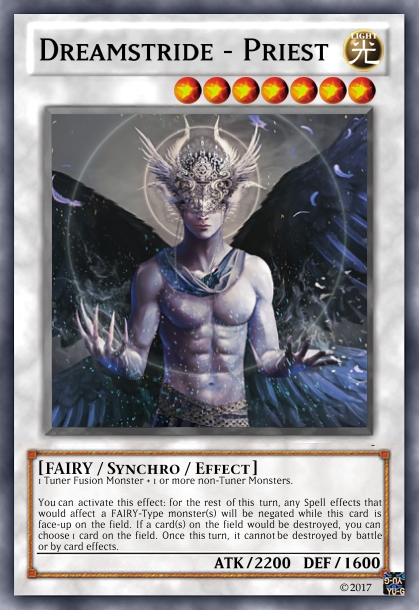 DREAMSTRIDE - PRIEST
LIGHT
光
[FAIRY / SYNCHRO / EFFECT]
1 Tuner Fusion Monster + 1 or more non-Tuner Monsters.
You can activate this effect: for the rest of this turn, any Spell effects that
would affect a FAIRY-Type monster(s) will be negated while this card is
face-up on the field. If a card(s) on the field would be destroyed, you can
choose 1 card on the field. Once this turn, it cannot be destroyed by battle
or by card effects.
ATK/2200 DEF/1600
©2017
YU-G